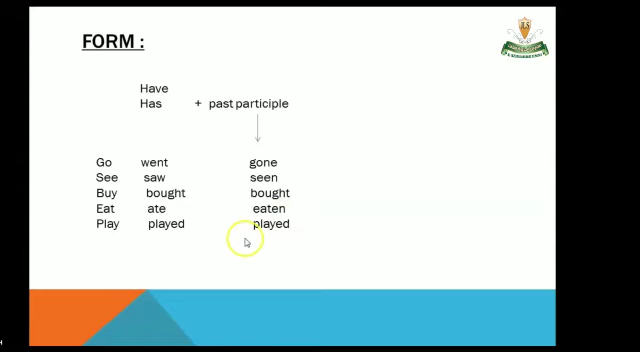 FORM :
Have
Has + past participle
Go went gone
See saw seen
Buy bought bought
Eat ate eaten
Play played played